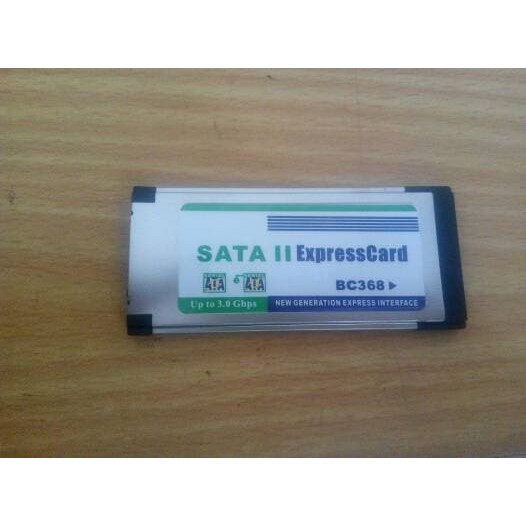 SATA II ExpressCard
BC368
Up to 3.0 Gbps
NEW GENERATION EXPRESS INTERFACE